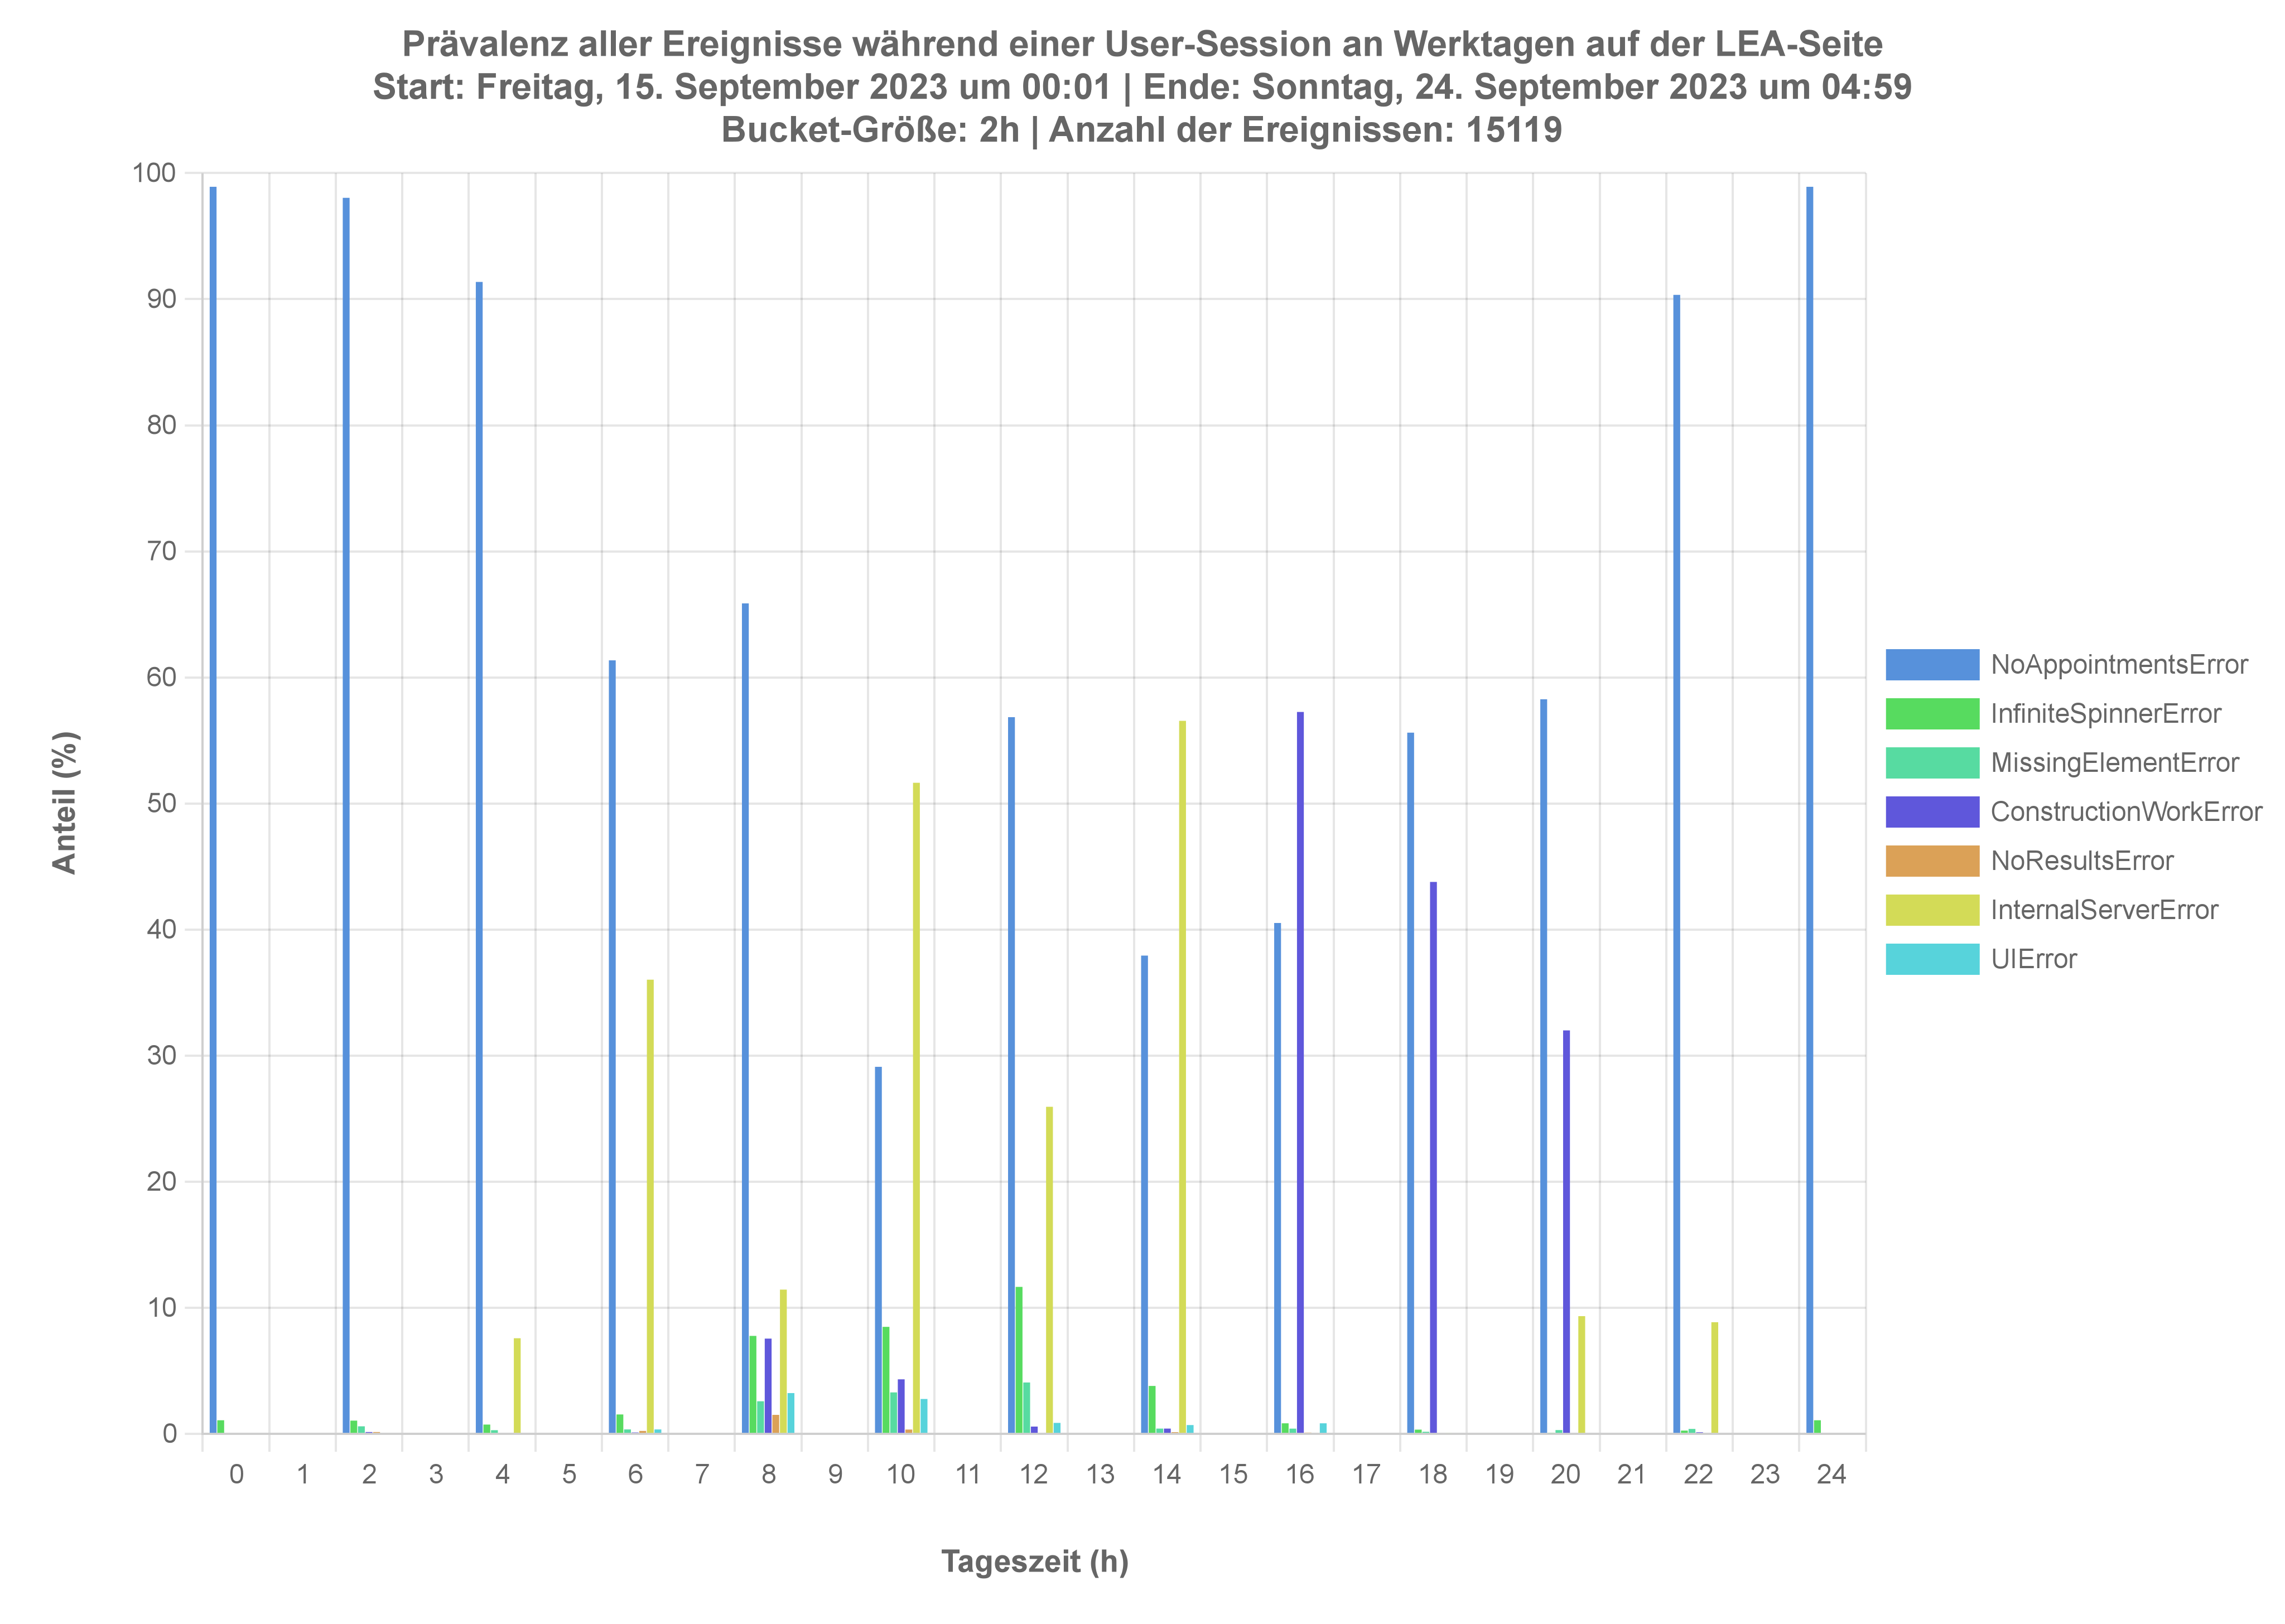 Prävalenz aller Ereignisse während einer User-Session an Werktagen auf der LEA-Seite
Start: Freitag, 15. September 2023 um 00:01 | Ende: Sonntag, 24. September 2023 um 04:59
Bucket-Größe: 2h | Anzahl der Ereignissen: 15119
100
90
80
70
60
50
40
30
20
10
0
Anteil (%)
0 1 2 3 4 5 6 7 8 9 10 11 12 13 14 15 16 17 18 19 20 21 22 23 24
Tageszeit (h)
NoAppointmentsError
InfiniteSpinnerError
MissingElementError
ConstructionWorkError
NoResultsError
InternalServerError
UIError